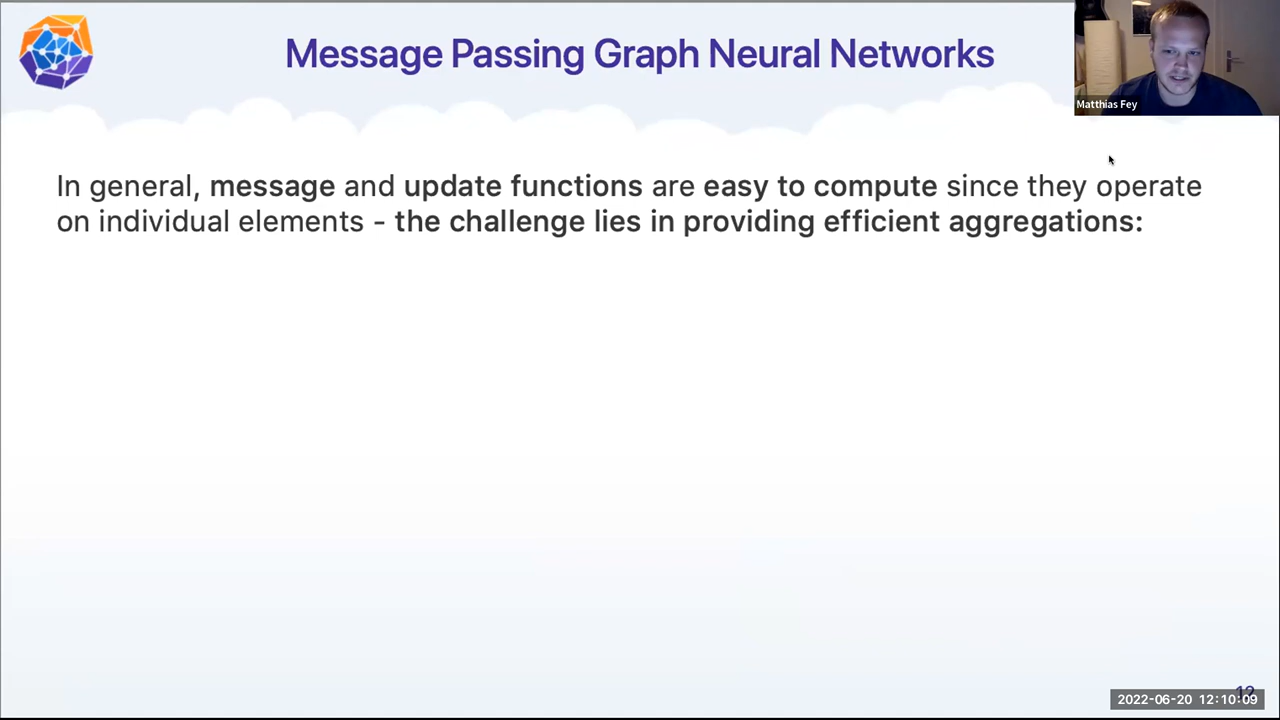 Message Passing Graph Neural Networks
Matthias Fey
In general, message and update functions are easy to compute since they operate
on individual elements - the challenge lies in providing efficient aggregations:
12
2022-06-20 12:10:09